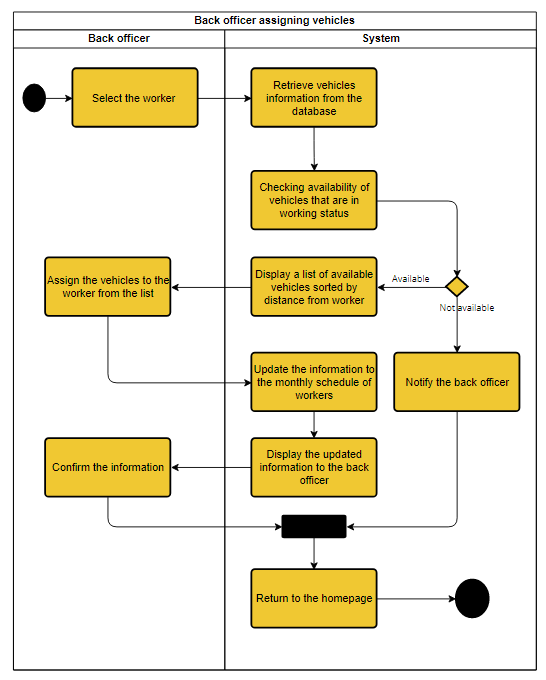 Back officer assigning vehicles
Back officer
System
Select the worker
Retrieve vehicles
information from the
database
Checking availability of
vehicles that are in
working status
Assign the vehicles to the
worker from the list
Display a list of available
vehicles sorted by
distance from worker
Available
Not available
Update the information to
the monthly schedule of
workers
Notify the back officer
Confirm the information
Display the updated
information to the back
officer
Return to the homepage